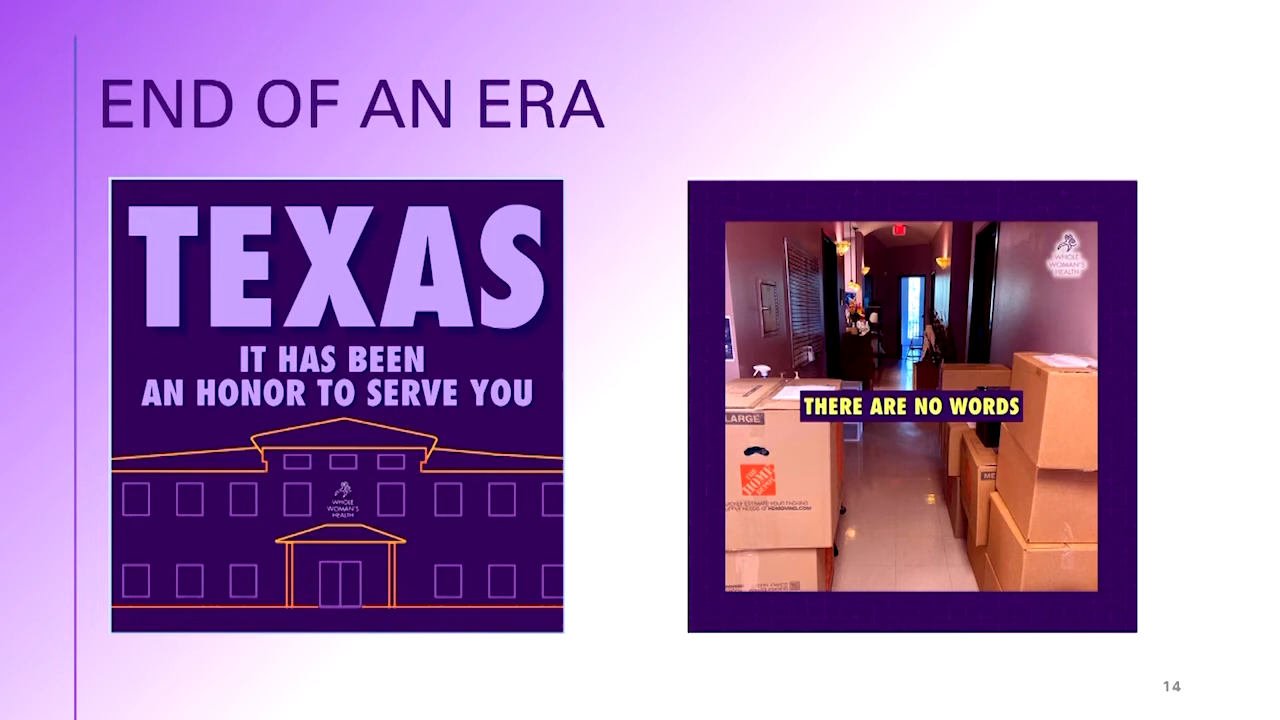 END OF AN ERA
TEXAS
IT HAS BEEN
AN HONOR TO SERVE YOU
WHOLE
WOMAN'S
HEALTH
WHOLE
WOMAN'S
HEALTH
THERE ARE NO WORDS
LARGE
THE
HOME
DEPOT
14